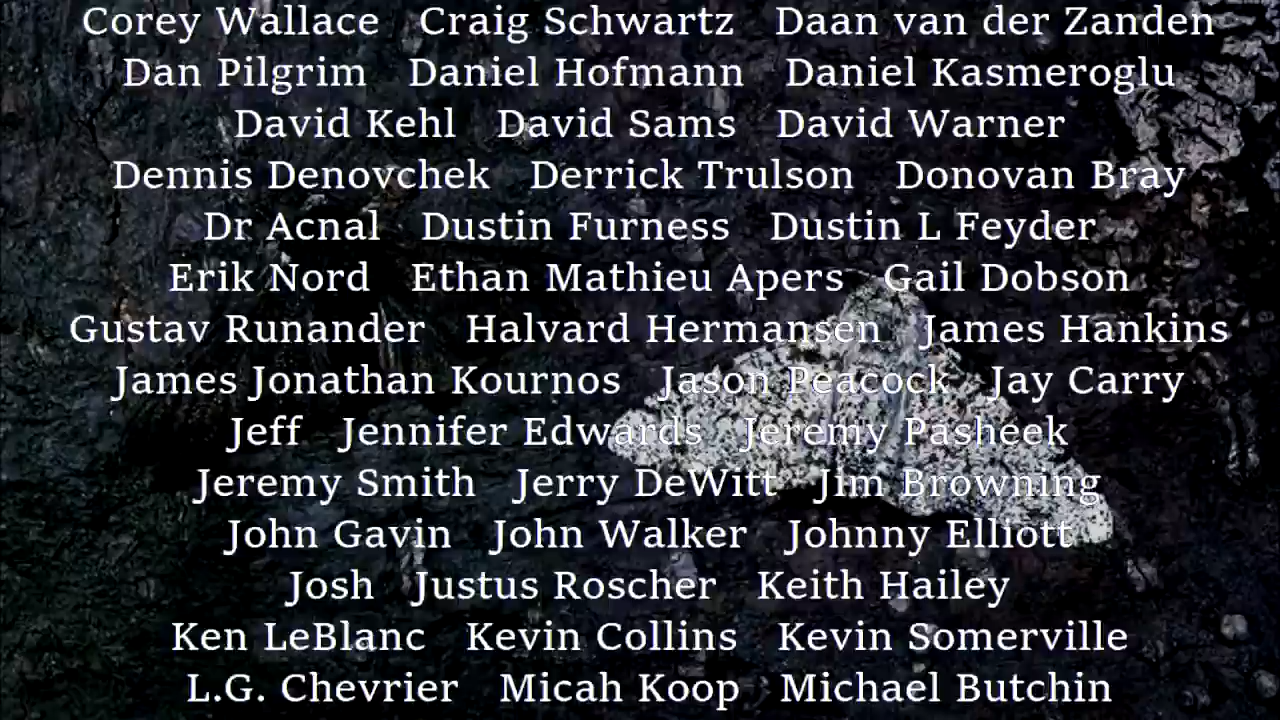 Corey Wallace Craig Schwartz Daan van der Zanden
Dan Pilgrim Daniel Hofmann Daniel Kasmeroglu
David Kehl David Sams David Warner
Dennis Denovchek Derrick Trulson Donovan Bray
Dr Acnal Dustin Furness Dustin L Feyder
Erik Nord Ethan Mathieu Apers Gail Dobson
Gustav Runander Halvard Hermansen James Hankins
James Jonathan Kournos Jason Peacock Jay Carry
Jeff Jennifer Edwards Jeremy Pasheek
Jeremy Smith Jerry DeWitt Jim Browning
John Gavin John Walker Johnny Elliott
Josh Justus Roscher Keith Hailey
Ken LeBlanc Kevin Collins Kevin Somerville
L.G. Chevrier Micah Koop Michael Butchin